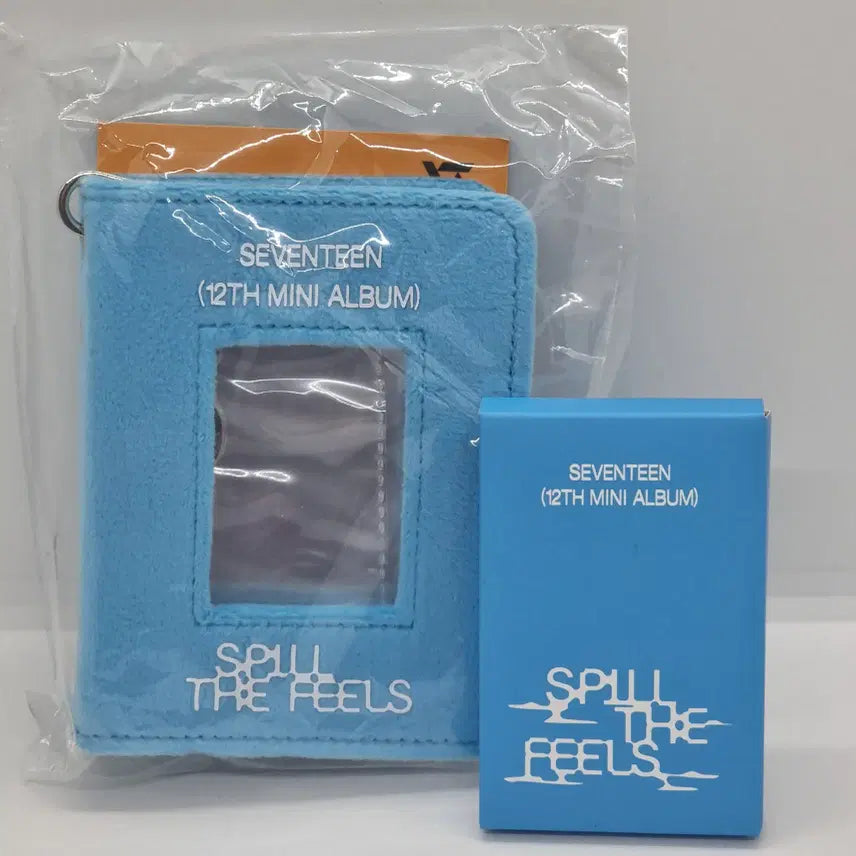 SEVENTEEN
(12TH MINI ALBUM)
SPILL
THE FEELS
SEVENTEEN
(12TH MINI ALBUM)
SPILL
THE
FEELS